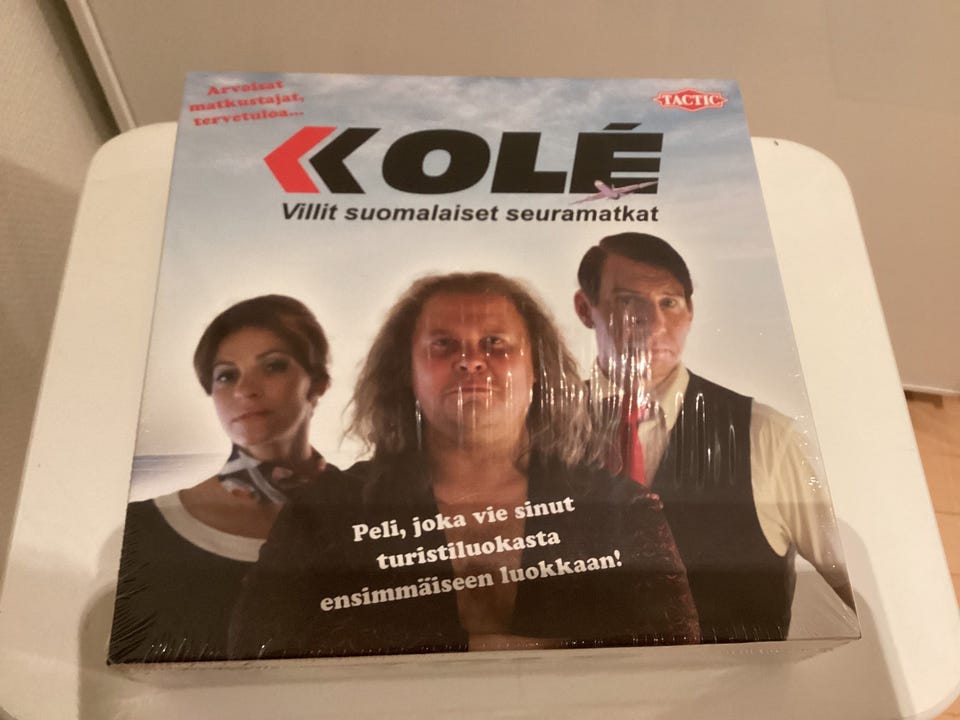 Arvoisat
matkustajat,
tervetuloa...
TACTIC
KOLÉ
Villit suomalaiset seuramatkat
Peli, joka vie sinut
turistiluokasta
ensimmäiseen luokkaan!